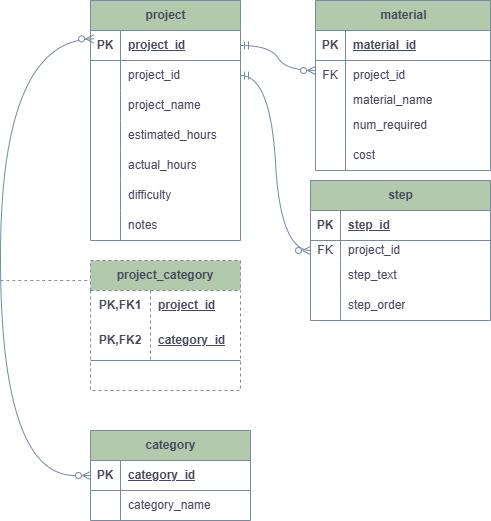 project
PK project_id
project_id
project_name
estimated_hours
actual_hours
difficulty
notes
material
PK material_id
FK project_id
material_name
num_required
cost
step
PK step_id
FK project_id
step_text
step_order
project_category
PK,FK1 project_id
PK,FK2 category_id
category
PK category_id
category_name